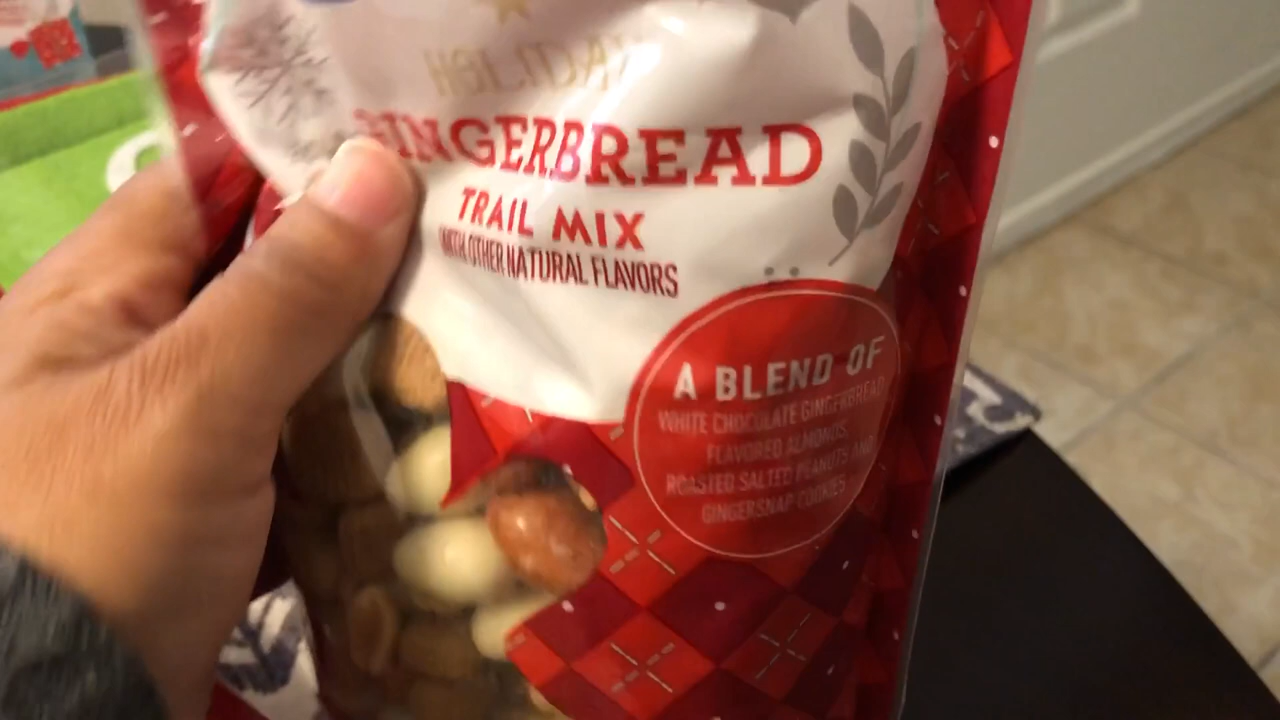 HOLIDAY
GINGERBREAD
TRAIL MIX
WITH OTHER NATURAL FLAVORS
A BLEND OF
WHITE CHOCOLATE GINGERBREAD
FLAVORED ALMONDS,
ROASTED SALTED PEANUTS AND
GINGERSNAP COOKIES